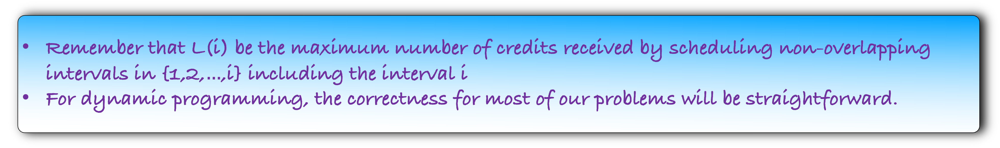 • Remember that L(i) be the maximum number of credits received by scheduling non-overlapping
intervals in {1,2,...,i} including the interval i
• For dynamic programming, the correctness for most of our problems will be straightforward.